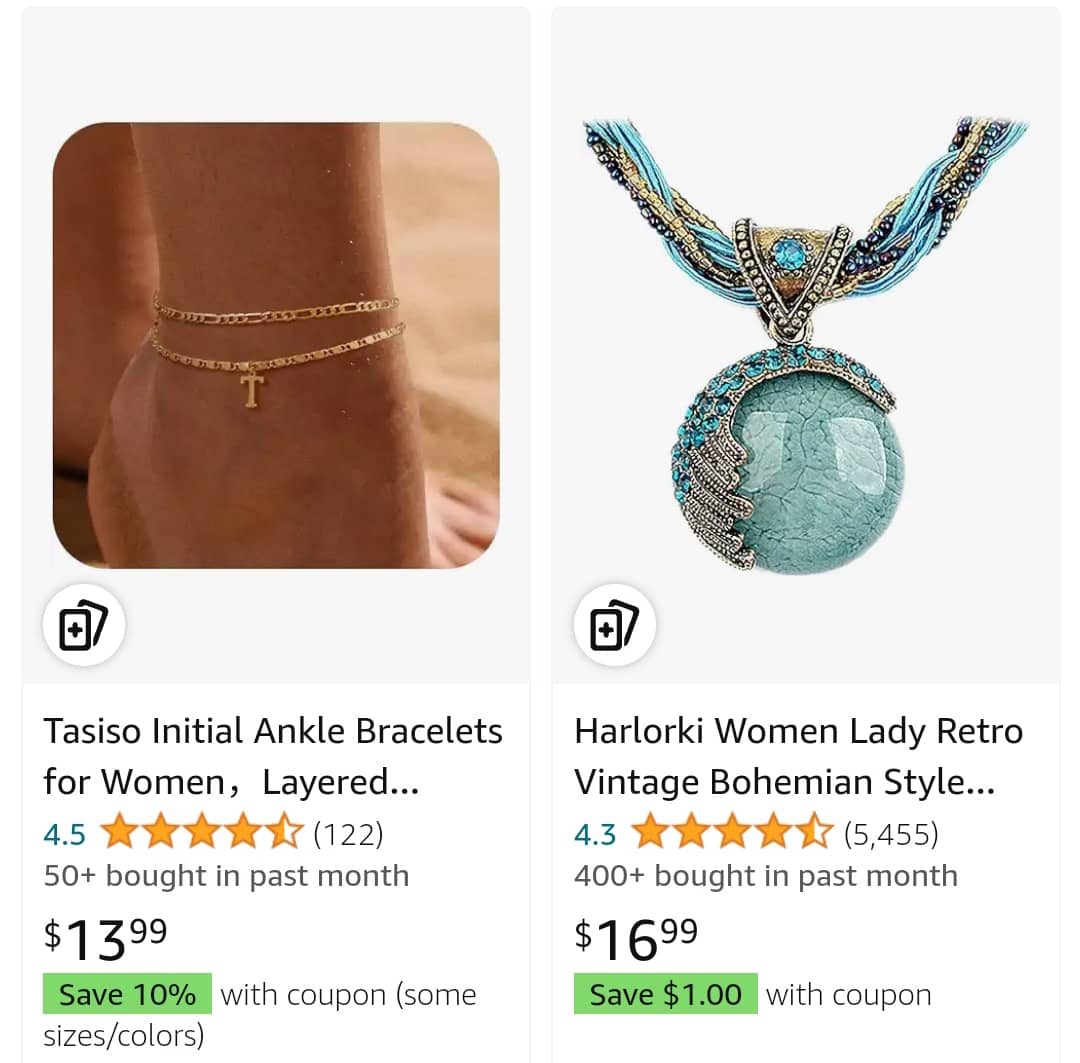 T
Tasiso Initial Ankle Bracelets
for Women，Layered...
4.5 (122)
50+ bought in past month
$13.99
Save 10% with coupon (some
sizes/colors)
Harlorki Women Lady Retro
Vintage Bohemian Style...
4.3 (5,455)
400+ bought in past month
$16.99
Save $1.00 with coupon